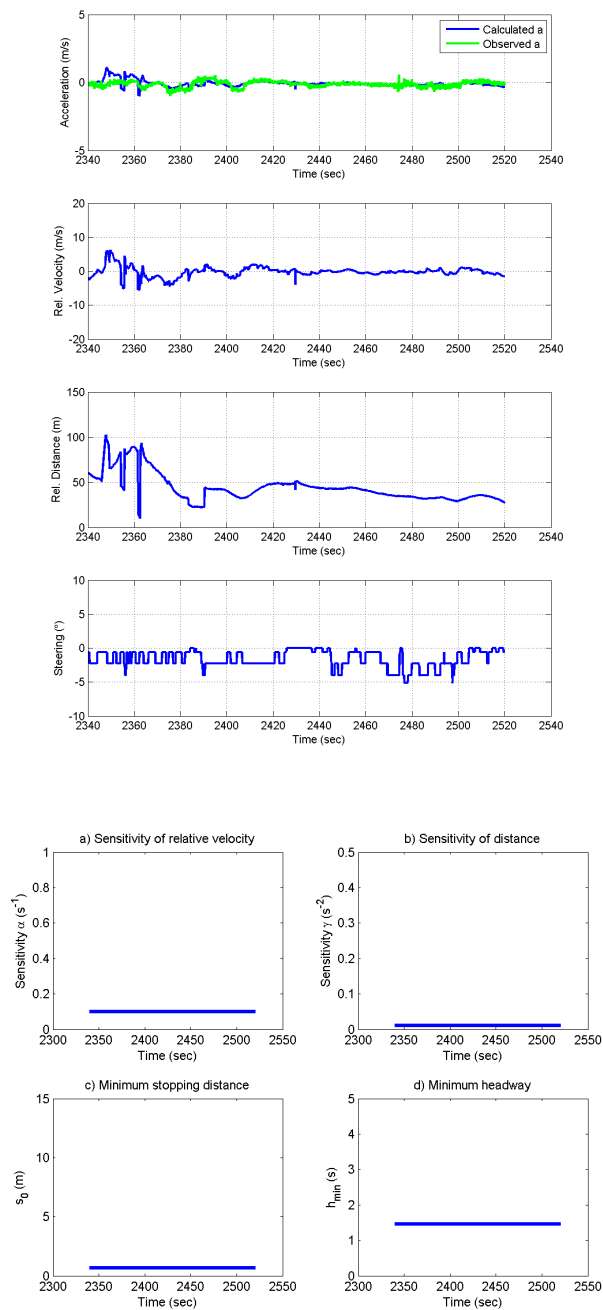 5
0
-5
Acceleration (m/s)
Calculated a
Observed a
2340 2360 2380 2400 2420 2440 2460 2480 2500 2520 2540
Time (sec)
20
10
0
-10
-20
Rel. Velocity (m/s)
2340 2360 2380 2400 2420 2440 2460 2480 2500 2520 2540
Time (sec)
150
100
50
0
Rel. Distance (m)
2340 2360 2380 2400 2420 2440 2460 2480 2500 2520 2540
Time (sec)
10
5
0
-5
-10
Steering (°)
2340 2360 2380 2400 2420 2440 2460 2480 2500 2520 2540
Time (sec)
a) Sensitivity of relative velocity
1
0.8
0.6
0.4
0.2
0
Sensitivity α (s⁻¹)
2300 2350 2400 2450 2500 2550
Time (sec)
b) Sensitivity of distance
0.5
0.4
0.3
0.2
0.1
0
Sensitivity γ (s⁻²)
2300 2350 2400 2450 2500 2550
Time (sec)
c) Minimum stopping distance
15
10
5
0
s₀ (m)
2300 2350 2400 2450 2500 2550
Time (sec)
d) Minimum headway
5
4
3
2
1
0
h_min (s)
2300 2350 2400 2450 2500 2550
Time (sec)